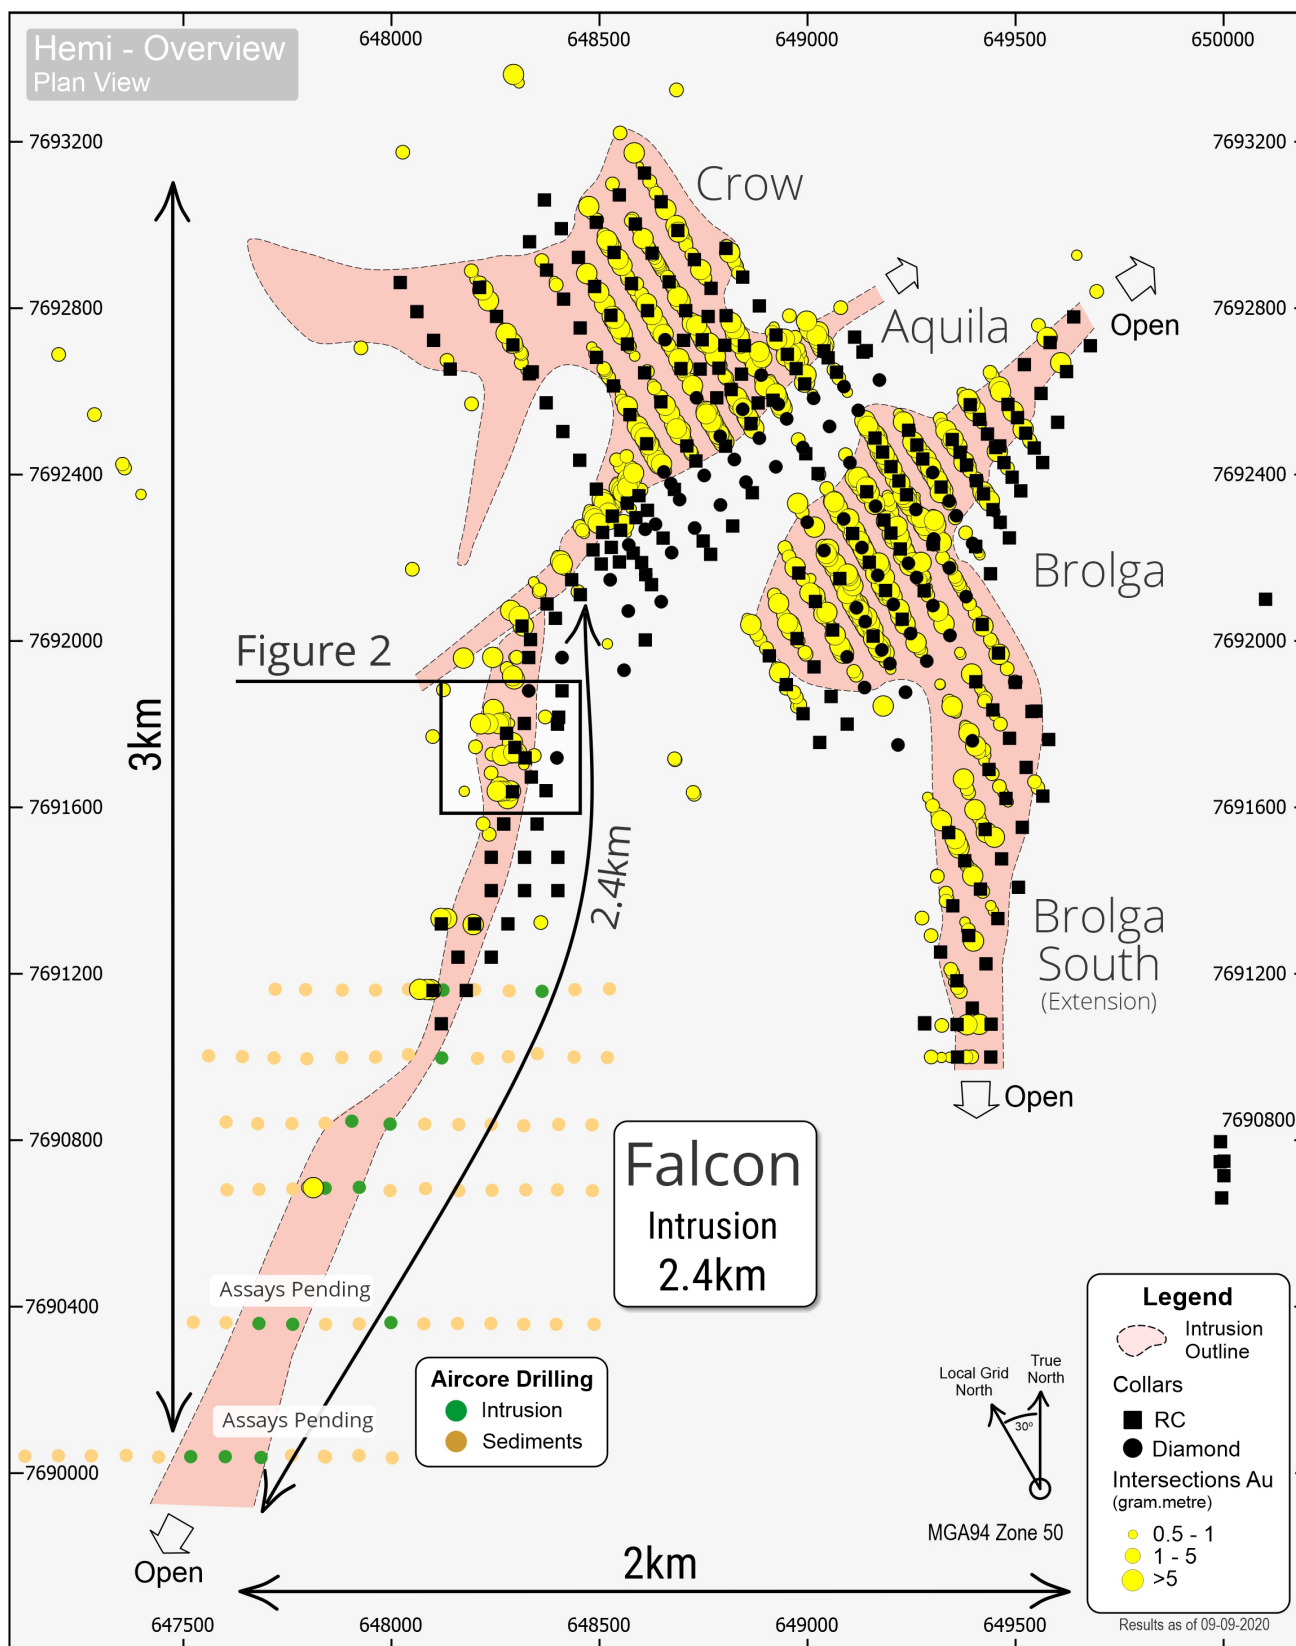 Hemi - Overview
Plan View
648000 648500 649000 649500 650000
7693200 7693200
Crow
7692800 7692800
Aquila
Open
7692400 7692400
Brolga
7692000 7692000
Figure 2
3km
7691600 7691600
2.4km
Brolga
South
(Extension)
7691200 7691200
Open
7690800 7690800
Falcon
Intrusion
2.4km
Assays Pending
7690400
Assays Pending
7690000
Aircore Drilling
Intrusion
Sediments
Local Grid
North
True
North
30º
MGA94 Zone 50
Legend
Intrusion
Outline
Collars
RC
Diamond
Intersections Au
(gram.metre)
0.5 - 1
1 - 5
>5
Open
2km
Results as of 09-09-2020
647500 648000 648500 649000 649500